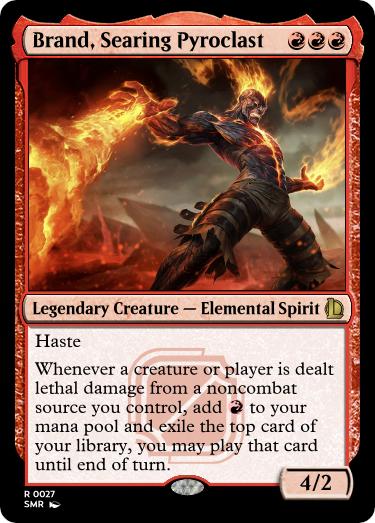 Brand, Searing Pyroclast
Legendary Creature — Elemental Spirit
Haste
Whenever a creature or player is dealt
lethal damage from a noncombat
source you control, add to your
mana pool and exile the top card of
your library, you may play that card
until end of turn.
4/2
R 0027
SMR